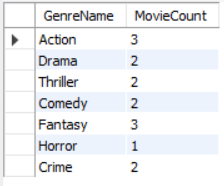 GenreName MovieCount
Action 3
Drama 2
Thriller 2
Comedy 2
Fantasy 3
Horror 1
Crime 2